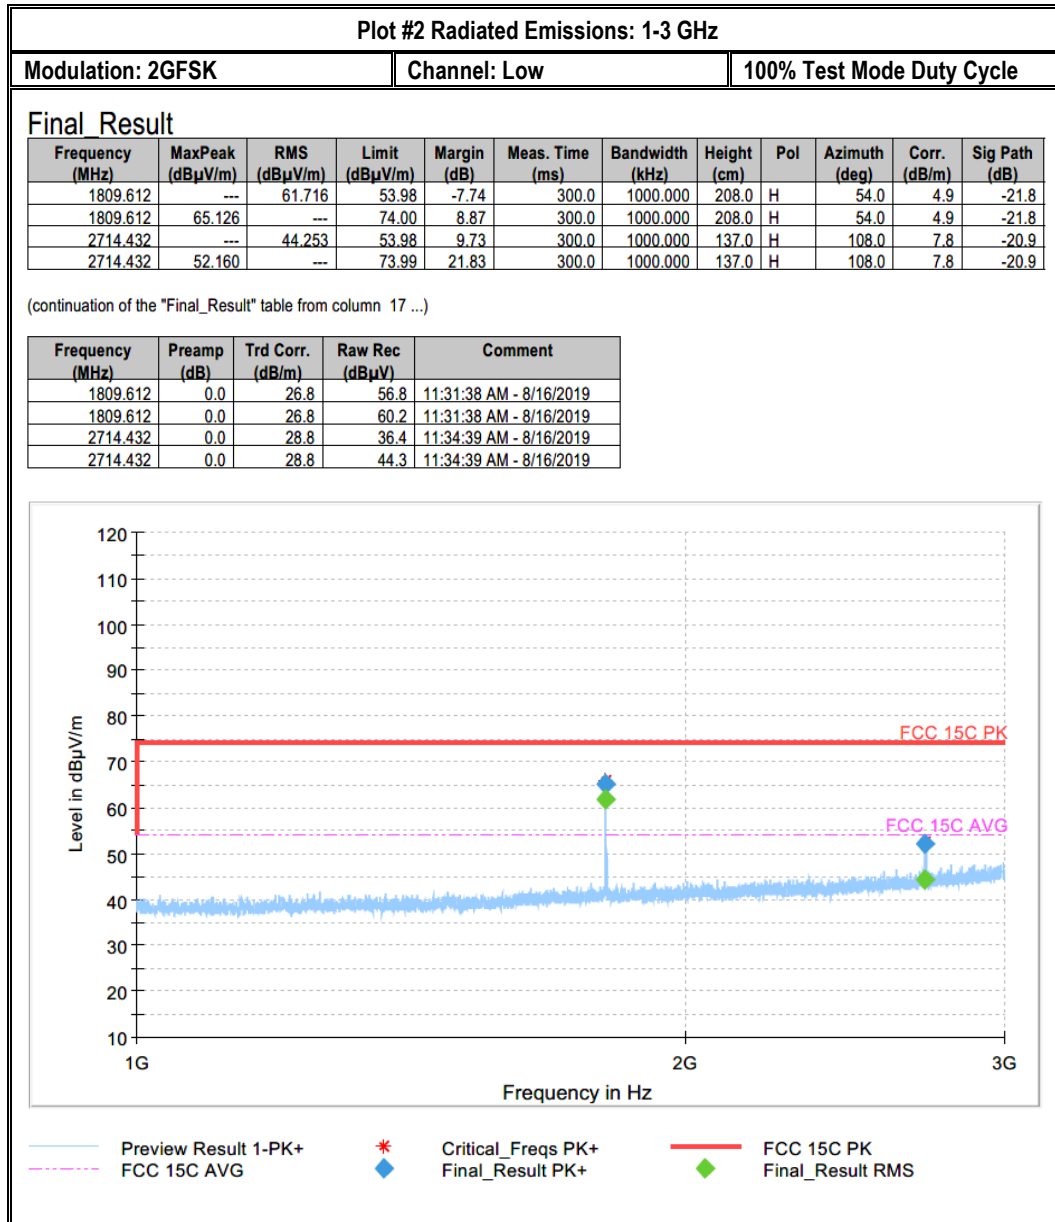 Plot #2 Radiated Emissions: 1-3 GHz
Modulation: 2GFSK Channel: Low 100% Test Mode Duty Cycle
Final_Result
Frequency MaxPeak RMS Limit Margin Meas. Time Bandwidth Height Pol Azimuth Corr. Sig Path
(MHz) (dBµV/m) (dBµV/m) (dBµV/m) (dB) (ms) (kHz) (cm) (deg) (dB/m) (dB)
1809.612 --- 61.716 53.98 -7.74 300.0 1000.000 208.0 H 54.0 4.9 -21.8
1809.612 65.126 --- 74.00 8.87 300.0 1000.000 208.0 H 54.0 4.9 -21.8
2714.432 --- 44.253 53.98 9.73 300.0 1000.000 137.0 H 108.0 7.8 -20.9
2714.432 52.160 --- 73.99 21.83 300.0 1000.000 137.0 H 108.0 7.8 -20.9
(continuation of the "Final_Result" table from column 17 ...)
Frequency Preamp Trd Corr. Raw Rec Comment
(MHz) (dB) (dB/m) (dBµV)
1809.612 0.0 26.8 56.8 11:31:38 AM - 8/16/2019
1809.612 0.0 26.8 60.2 11:31:38 AM - 8/16/2019
2714.432 0.0 28.8 36.4 11:34:39 AM - 8/16/2019
2714.432 0.0 28.8 44.3 11:34:39 AM - 8/16/2019
120
110
100
90
80
FCC 15C PK
70
60
FCC 15C AVG
50
40
30
20
10
Level in dBµV/m
1G 2G 3G
Frequency in Hz
Preview Result 1-PK+ Critical_Freqs PK+ FCC 15C PK
FCC 15C AVG Final_Result PK+ Final_Result RMS